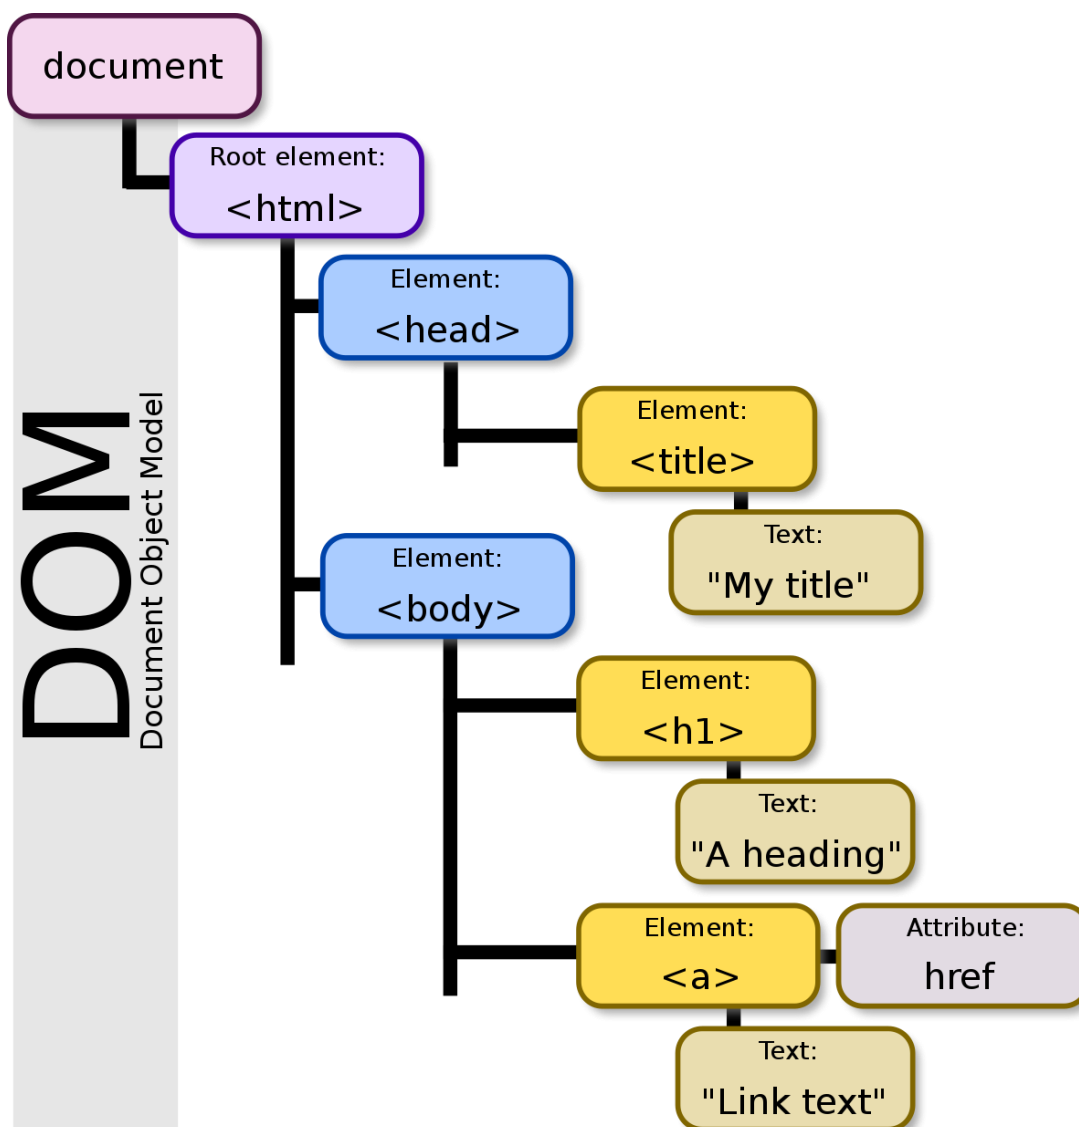 document
Root element:
<html>
Element:
<head>
Element:
<title>
Text:
"My title"
DOM
Document Object Model
Element:
<body>
Element:
<h1>
Text:
"A heading"
Element:
<a>
Attribute:
href
Text:
"Link text"